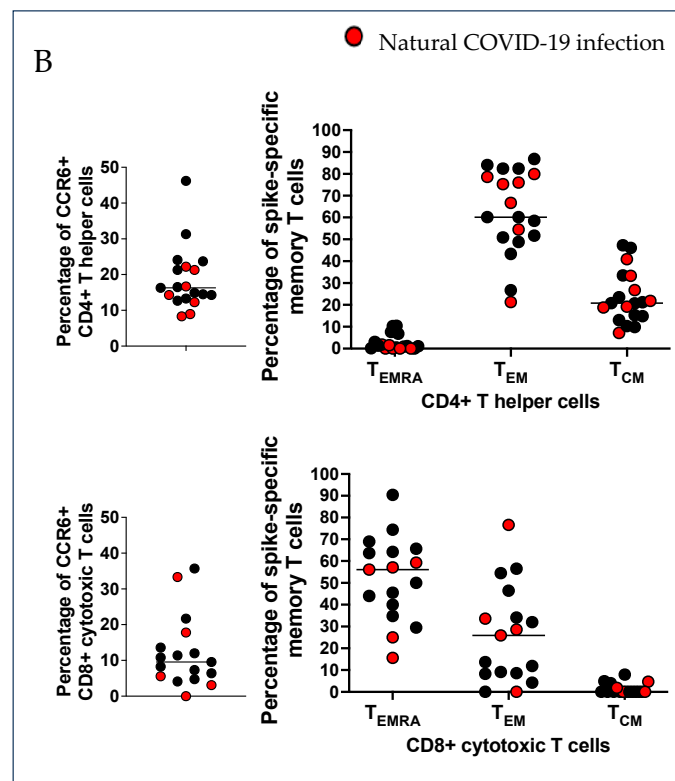 B
Natural COVID-19 infection
Percentage of CCR6+
CD4+ T helper cells
50
40
30
20
10
0
Percentage of spike-specific
memory T cells
100
90
80
70
60
50
40
30
20
10
0
TEMRA TEM TCM
CD4+ T helper cells
Percentage of CCR6+
CD8+ cytotoxic T cells
50
40
30
20
10
0
Percentage of spike-specific
memory T cells
100
90
80
70
60
50
40
30
20
10
0
TEMRA TEM TCM
CD8+ cytotoxic T cells